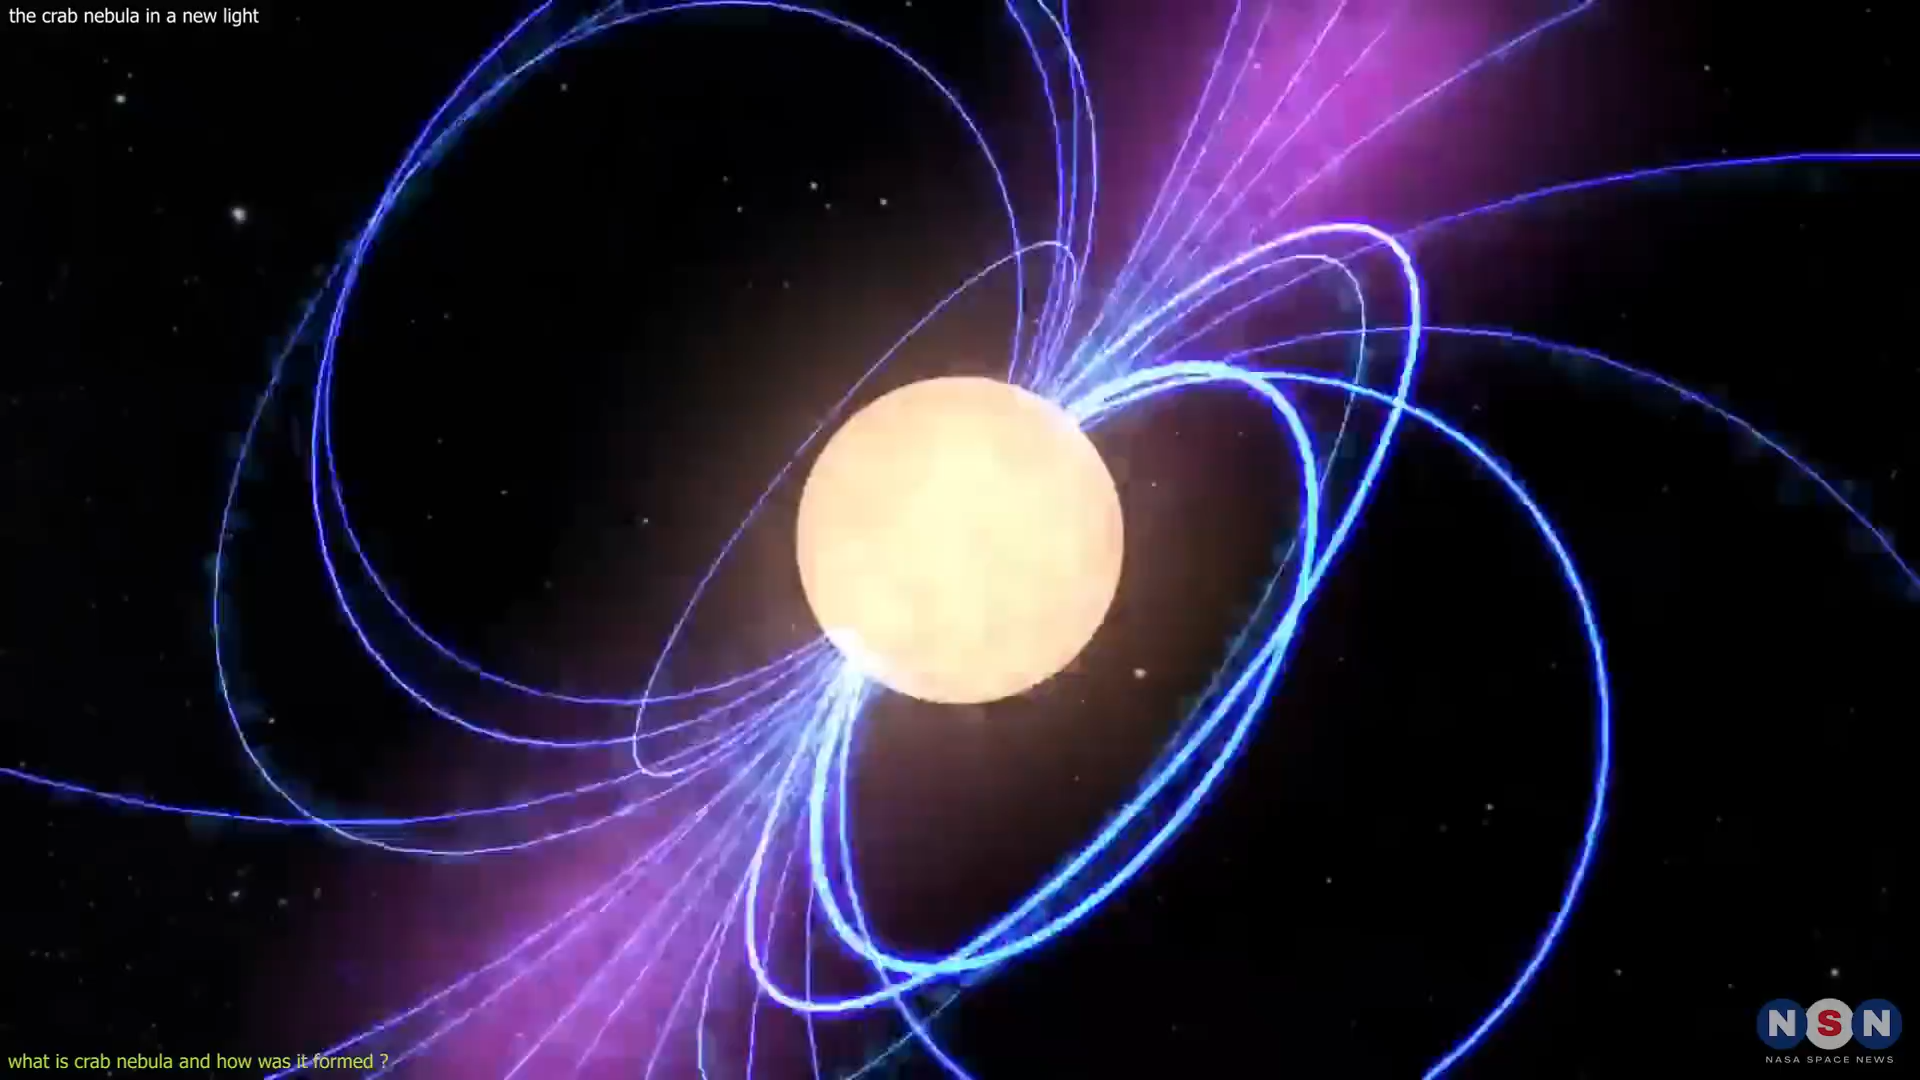 the crab nebula in a new light
what is crab nebula and how was it formed ?
NSN
NASA SPACE NEWS